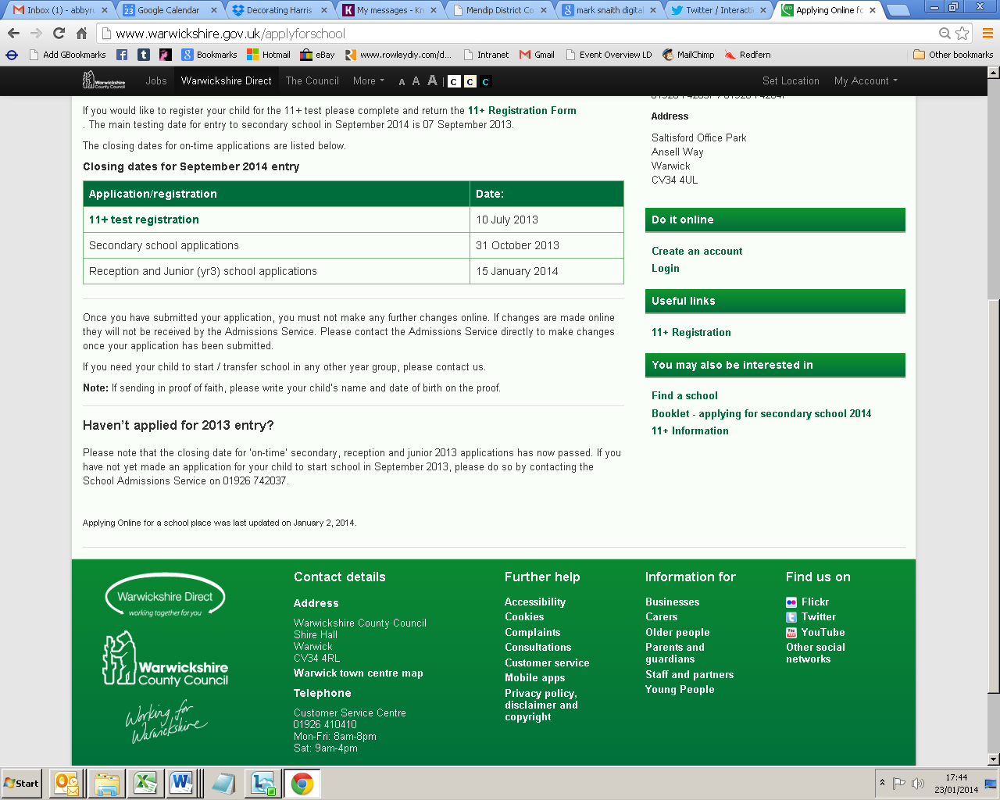 Inbox (1) - abbyru
Google Calendar
Decorating Harris
My messages - Kn
Mendip District Co
mark snaith digital
Twitter / Interacti
Applying Online fo
www.warwickshire.gov.uk/applyforschool
Add GBookmarks
Bookmarks
Hotmail
eBay
www.rowleydiy.com/d...
Intranet
Gmail
Event Overview LD
MailChimp
Redfern
Other bookmarks
Warwickshire County Council
Jobs
Warwickshire Direct
The Council
More
A A A | C C C
Set Location
My Account
If you would like to register your child for the 11+ test please complete and return the 11+ Registration Form
. The main testing date for entry to secondary school in September 2014 is 07 September 2013.
The closing dates for on-time applications are listed below.
Closing dates for September 2014 entry
Application/registration Date:
11+ test registration 10 July 2013
Secondary school applications 31 October 2013
Reception and Junior (yr3) school applications 15 January 2014
Once you have submitted your application, you must not make any further changes online. If changes are made online
they will not be received by the Admissions Service. Please contact the Admissions Service directly to make changes
once your application has been submitted.
If you need your child to start / transfer school in any other year group, please contact us.
Note: If sending in proof of faith, please write your child's name and date of birth on the proof.
Haven't applied for 2013 entry?
Please note that the closing date for 'on-time' secondary, reception and junior 2013 applications has now passed. If you
have not yet made an application for your child to start school in September 2013, please do so by contacting the
School Admissions Service on 01926 742037.
Applying Online for a school place was last updated on January 2, 2014.
Address
Saltisford Office Park
Ansell Way
Warwick
CV34 4UL
Do it online
Create an account
Login
Useful links
11+ Registration
You may also be interested in
Find a school
Booklet - applying for secondary school 2014
11+ Information
Warwickshire Direct
working together for you
Warwickshire
County Council
Working for
Warwickshire
Contact details
Address
Warwickshire County Council
Shire Hall
Warwick
CV34 4RL
Warwick town centre map
Telephone
Customer Service Centre
01926 410410
Mon-Fri: 8am-8pm
Sat: 9am-4pm
Further help
Accessibility
Cookies
Complaints
Consultations
Customer service
Mobile apps
Privacy policy,
disclaimer and
copyright
Information for
Businesses
Carers
Older people
Parents and
guardians
Staff and partners
Young People
Find us on
Flickr
Twitter
YouTube
Other social
networks
Start
17:44
23/01/2014